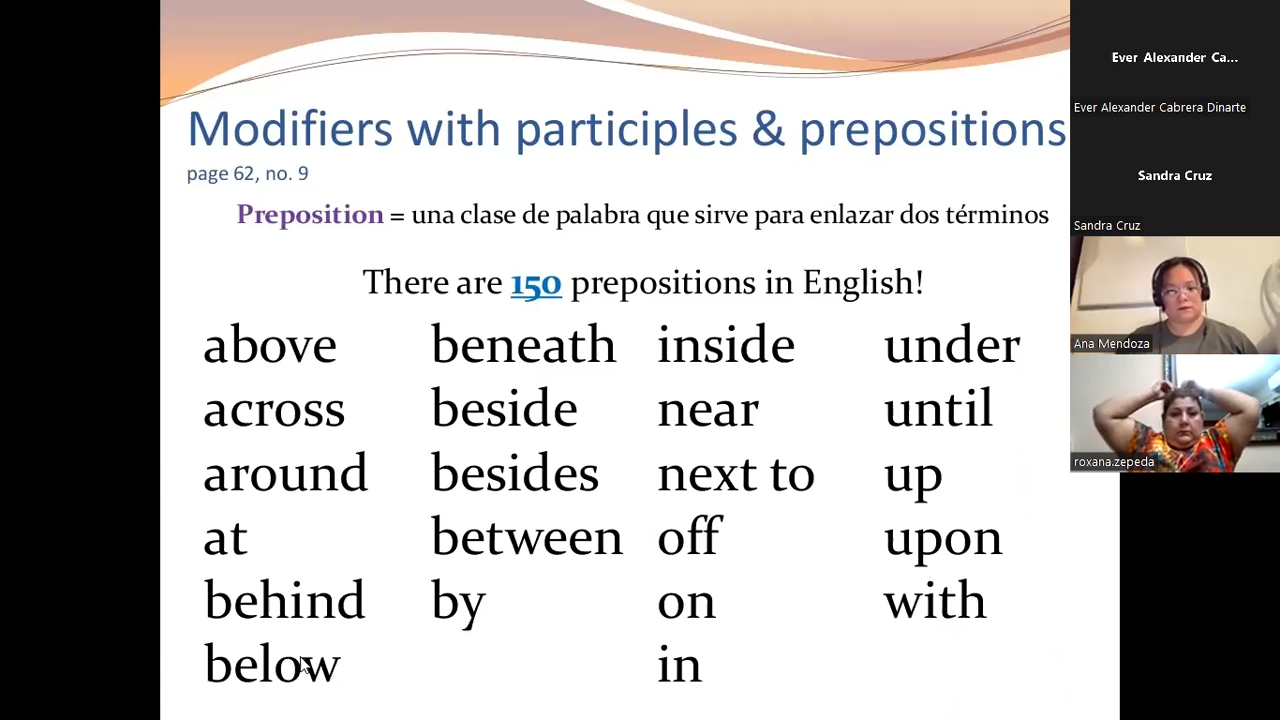 Modifiers with participles & prepositions
page 62, no. 9
Preposition = una clase de palabra que sirve para enlazar dos términos
There are 150 prepositions in English!
above beneath inside under
across beside near until
around besides next to up
at between off upon
behind by on with
below in
Ever Alexander Ca...
Ever Alexander Cabrera Dinarte
Sandra Cruz
Sandra Cruz
Ana Mendoza
roxana.zepeda